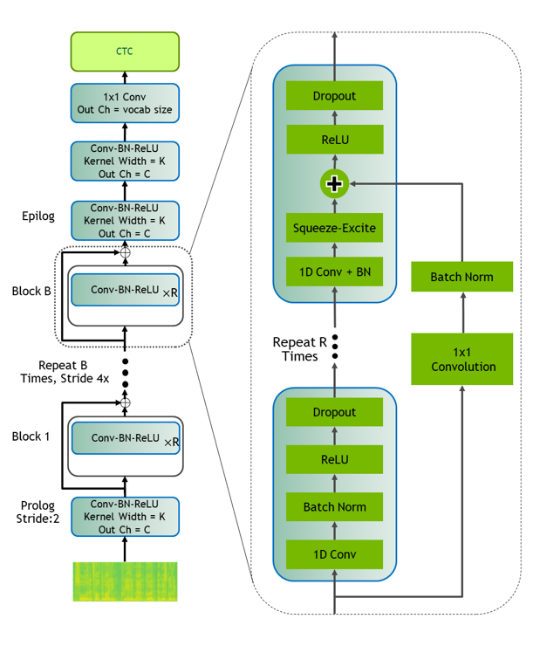 CTC
1x1 Conv
Out Ch = vocab size
Conv-BN-ReLU
Kernel Width = K
Out Ch = C
Epilog
Conv-BN-ReLU
Kernel Width = K
Out Ch = C
Block B
Conv-BN-ReLU ×R
Repeat B
Times, Stride 4x
Block 1
Conv-BN-ReLU ×R
Prolog
Stride:2
Conv-BN-ReLU
Kernel Width = K
Out Ch = C
Dropout
ReLU
+
Squeeze-Excite
1D Conv + BN
Repeat R
Times
Dropout
ReLU
Batch Norm
1D Conv
Batch Norm
1x1
Convolution